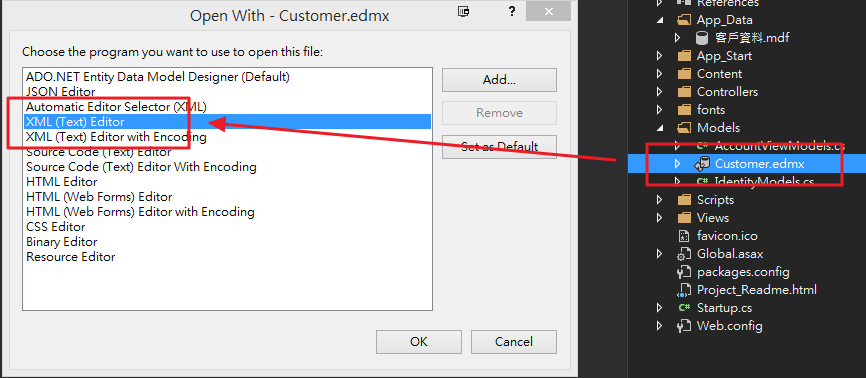 Open With - Customer.edmx
?
Choose the program you want to use to open this file:
ADO.NET Entity Data Model Designer (Default)
JSON Editor
Automatic Editor Selector (XML)
XML (Text) Editor
XML (Text) Editor with Encoding
Source Code (Text) Editor
Source Code (Text) Editor With Encoding
HTML Editor
HTML (Web Forms) Editor
HTML (Web Forms) Editor with Encoding
CSS Editor
Binary Editor
Resource Editor
Add...
Remove
Set as Default
OK
Cancel
References
App_Data
客戶資料.mdf
App_Start
Content
Controllers
fonts
Models
C# AccountViewModels.cs
Customer.edmx
C# IdentityModels.cs
Scripts
Views
favicon.ico
Global.asax
packages.config
Project_Readme.html
C# Startup.cs
Web.config